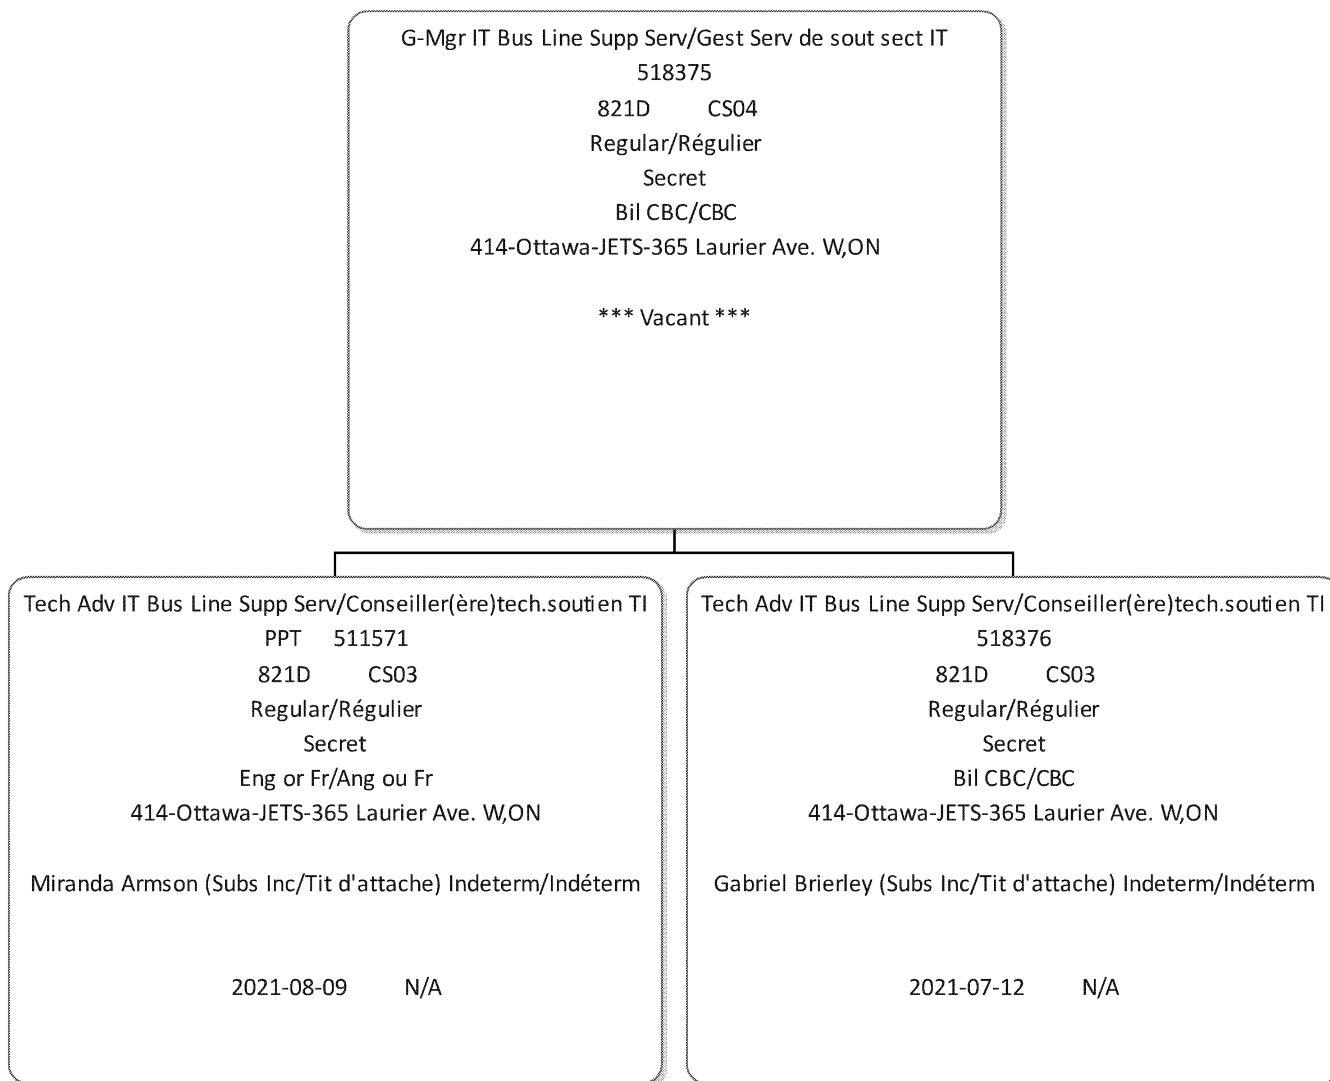 G-Mgr IT Bus Line Supp Serv/Gest Serv de sout sect IT
518375
821D CS04
Regular/Régulier
Secret
Bil CBC/CBC
414-Ottawa-JETS-365 Laurier Ave. W,ON
*** Vacant ***
Tech Adv IT Bus Line Supp Serv/Conseiller(ère)tech.soutien TI
PPT 511571
821D CS03
Regular/Régulier
Secret
Eng or Fr/Ang ou Fr
414-Ottawa-JETS-365 Laurier Ave. W,ON
Miranda Armson (Subs Inc/Tit d'attache) Indeterm/Indéterm
2021-08-09 N/A
Tech Adv IT Bus Line Supp Serv/Conseiller(ère)tech.soutien TI
518376
821D CS03
Regular/Régulier
Secret
Bil CBC/CBC
414-Ottawa-JETS-365 Laurier Ave. W,ON
Gabriel Brierley (Subs Inc/Tit d'attache) Indeterm/Indéterm
2021-07-12 N/A